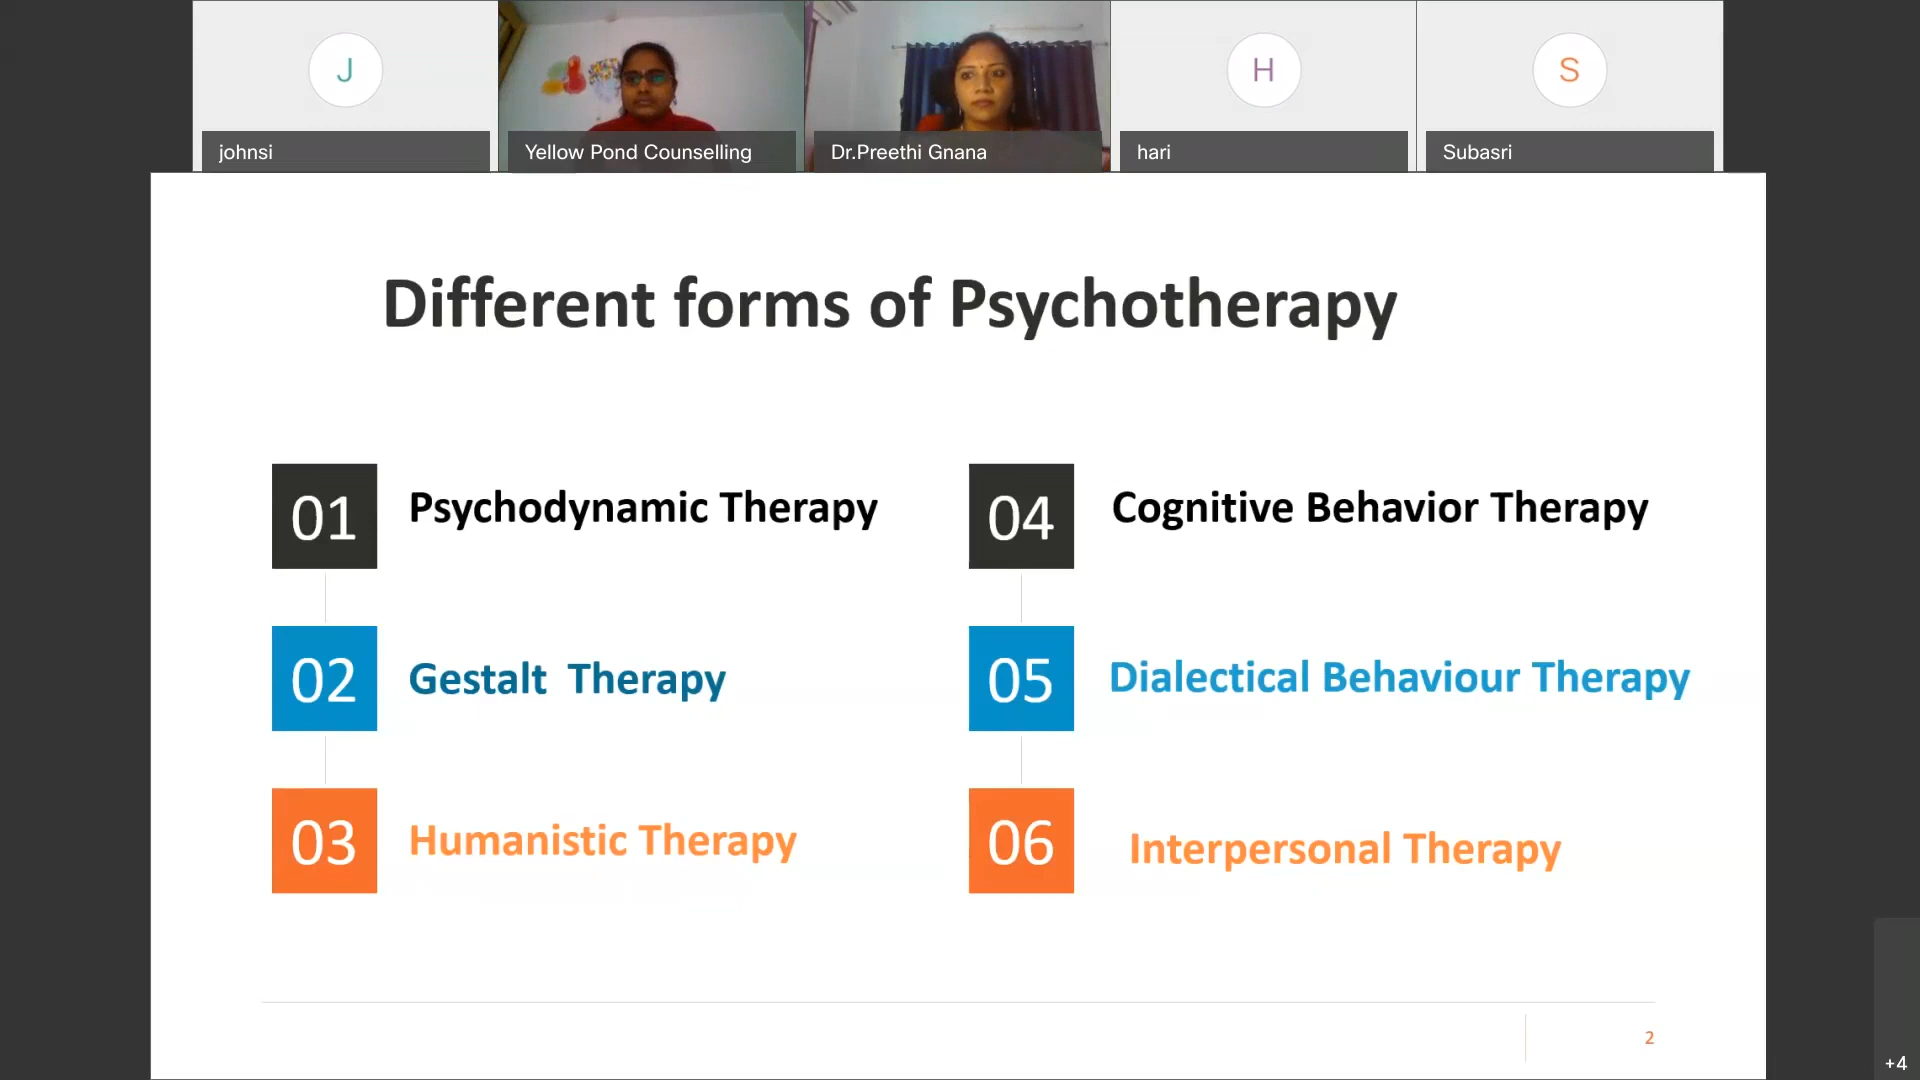 J
johnsi
Yellow Pond Counselling
Dr.Preethi Gnana
H
hari
S
Subasri
Different forms of Psychotherapy
01 Psychodynamic Therapy
02 Gestalt Therapy
03 Humanistic Therapy
04 Cognitive Behavior Therapy
05 Dialectical Behaviour Therapy
06 Interpersonal Therapy
2
+4